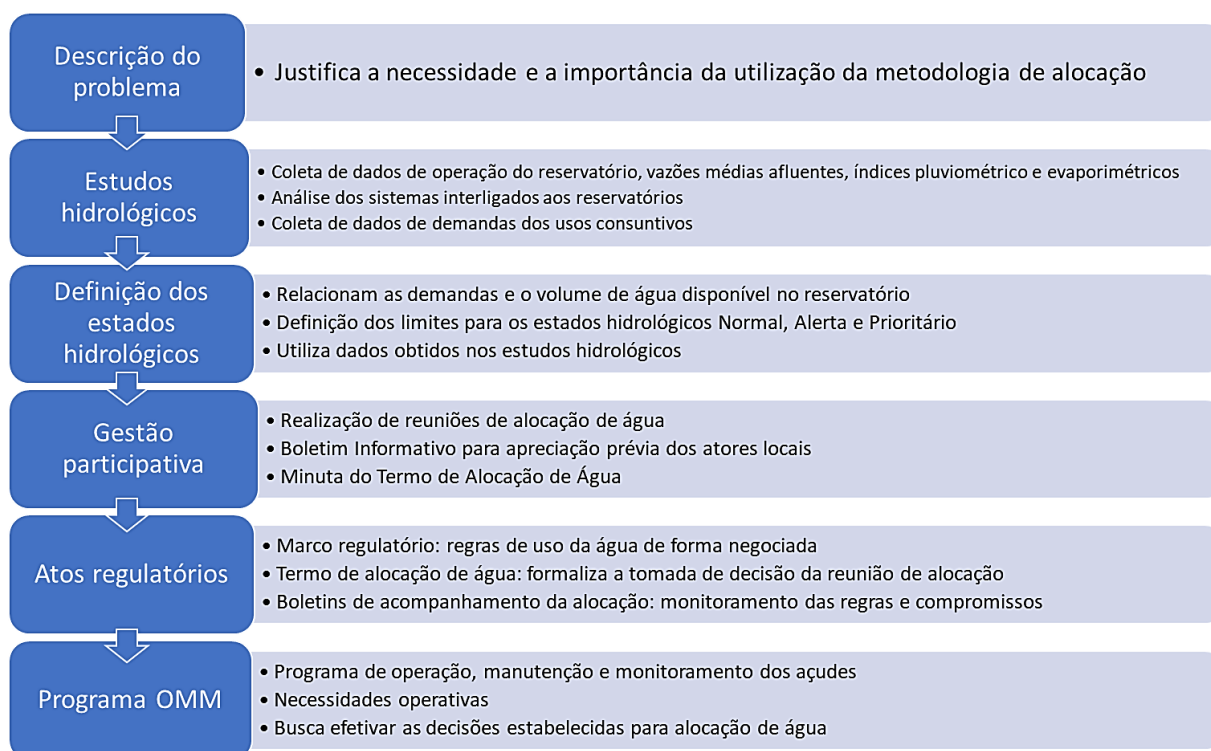 Descrição do
problema
• Justifica a necessidade e a importância da utilização da metodologia de alocação
Estudos
hidrológicos
• Coleta de dados de operação do reservatório, vazões médias afluentes, índices pluviométrico e evaporimétricos
• Análise dos sistemas interligados aos reservatórios
• Coleta de dados de demandas dos usos consuntivos
Definição dos
estados
hidrológicos
• Relacionam as demandas e o volume de água disponível no reservatório
• Definição dos limites para os estados hidrológicos Normal, Alerta e Prioritário
• Utiliza dados obtidos nos estudos hidrológicos
Gestão
participativa
• Realização de reuniões de alocação de água
• Boletim Informativo para apreciação prévia dos atores locais
• Minuta do Termo de Alocação de Água
Atos regulatórios
• Marco regulatório: regras de uso da água de forma negociada
• Termo de alocação de água: formaliza a tomada de decisão da reunião de alocação
• Boletins de acompanhamento da alocação: monitoramento das regras e compromissos
Programa OMM
• Programa de operação, manutenção e monitoramento dos açudes
• Necessidades operativas
• Busca efetivar as decisões estabelecidas para alocação de água